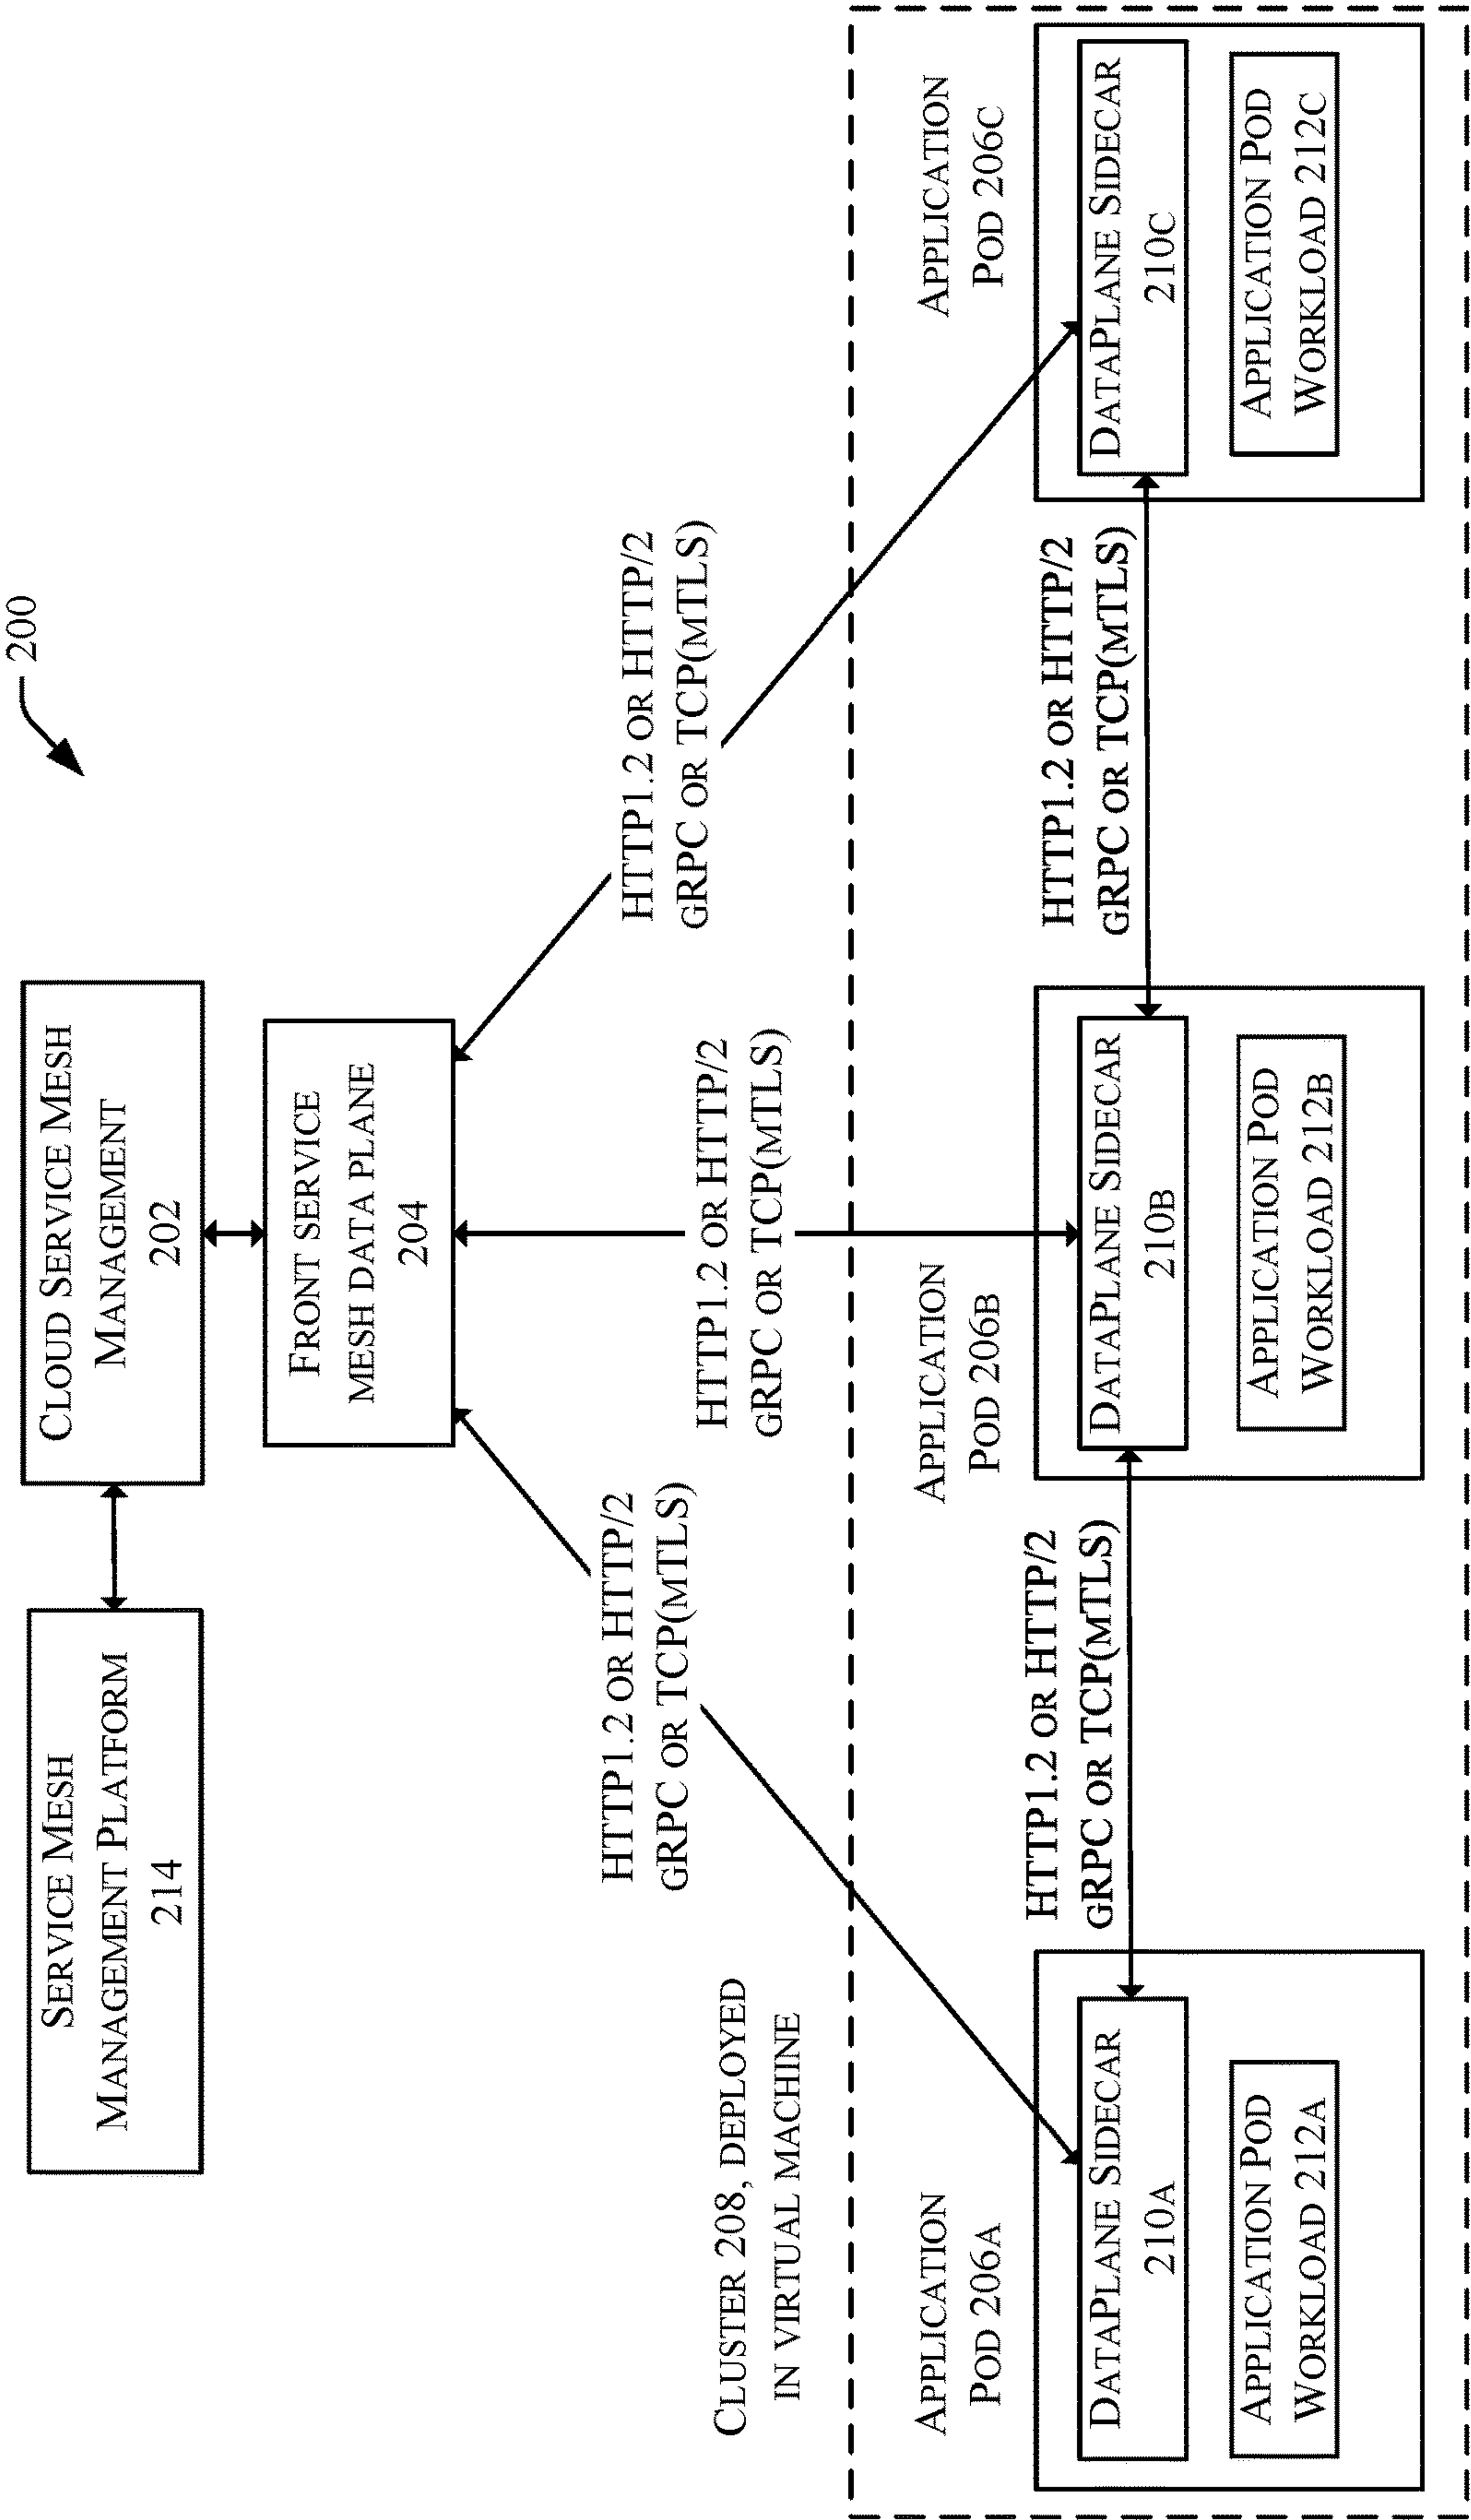 200
SERVICE MESH
MANAGEMENT PLATFORM
214
CLOUD SERVICE MESH
MANAGEMENT
202
FRONT SERVICE
MESH DATA PLANE
204
HTTP1.2 OR HTTP/2
GRPC OR TCP(MTLS)
HTTP1.2 OR HTTP/2
GRPC OR TCP(MTLS)
HTTP1.2 OR HTTP/2
GRPC OR TCP(MTLS)
CLUSTER 208, DEPLOYED
IN VIRTUAL MACHINE
APPLICATION
POD 206A
APPLICATION
POD 206B
APPLICATION
POD 206C
DATAPLANE SIDECAR
210A
APPLICATION POD
WORKLOAD 212A
HTTP1.2 OR HTTP/2
GRPC OR TCP(MTLS)
DATAPLANE SIDECAR
210B
APPLICATION POD
WORKLOAD 212B
HTTP1.2 OR HTTP/2
GRPC OR TCP(MTLS)
DATAPLANE SIDECAR
210C
APPLICATION POD
WORKLOAD 212C